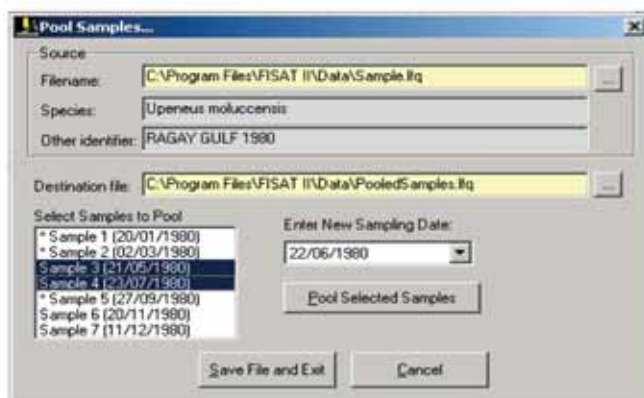 Pool Samples...
Source
Filename: C:\Program Files\FISAT II\Data\Sample.lfq ...
Species: Upeneus moluccensis
Other identifier: RAGAY GULF 1980
Destination file: C:\Program Files\FISAT II\Data\PooledSamples.lfq ...
Select Samples to Pool
* Sample 1 (20/01/1980)
* Sample 2 (02/03/1980)
Sample 3 (21/05/1980)
Sample 4 (23/07/1980)
* Sample 5 (27/09/1980)
Sample 6 (20/11/1980)
Sample 7 (11/12/1980)
Enter New Sampling Date:
22/06/1980
Pool Selected Samples
Save File and Exit
Cancel